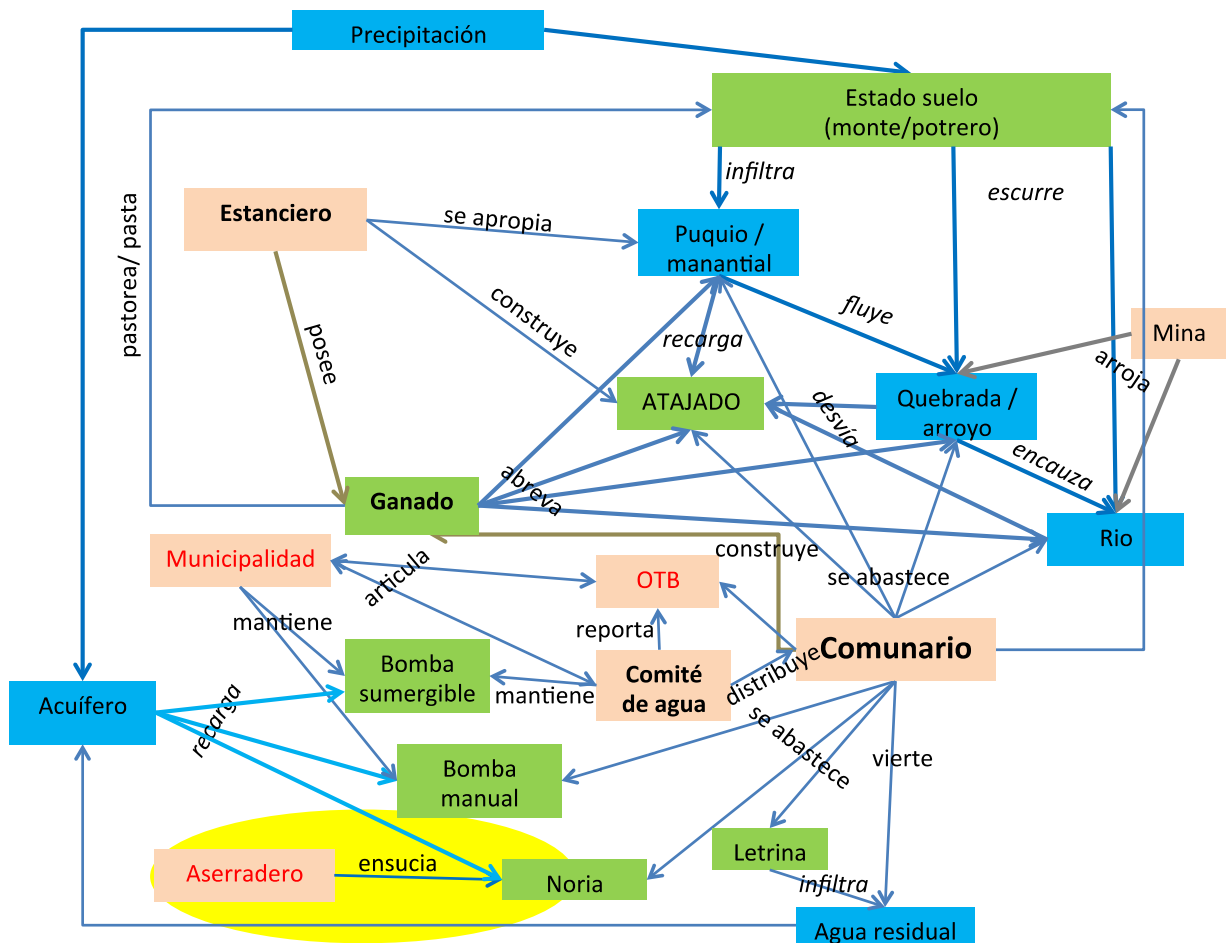 Precipitación
Estado suelo
(monte/potrero)
infiltra
escurre
Estanciero
se apropia
Puquio /
manantial
pastorea/ pasta
construye
fluye
posee
recarga
Mina
arroja
ATAJADO
desvía
Quebrada /
arroyo
encauza
abreva
Ganado
Rio
Municipalidad
articula
OTB
construye
se abastece
mantiene
reporta
Comunario
Bomba
sumergible
mantiene
Comité
de agua
distribuye
Acuífero
recarga
se abastece
vierte
Bomba
manual
Letrina
Aserradero
ensucia
Noria
infiltra
Agua residual